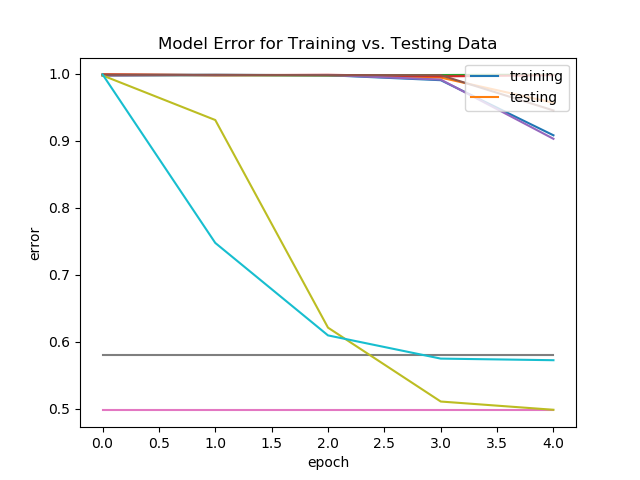 Model Error for Training vs. Testing Data
training
testing
1.0
0.9
0.8
0.7
0.6
0.5
error
0.0 0.5 1.0 1.5 2.0 2.5 3.0 3.5 4.0
epoch